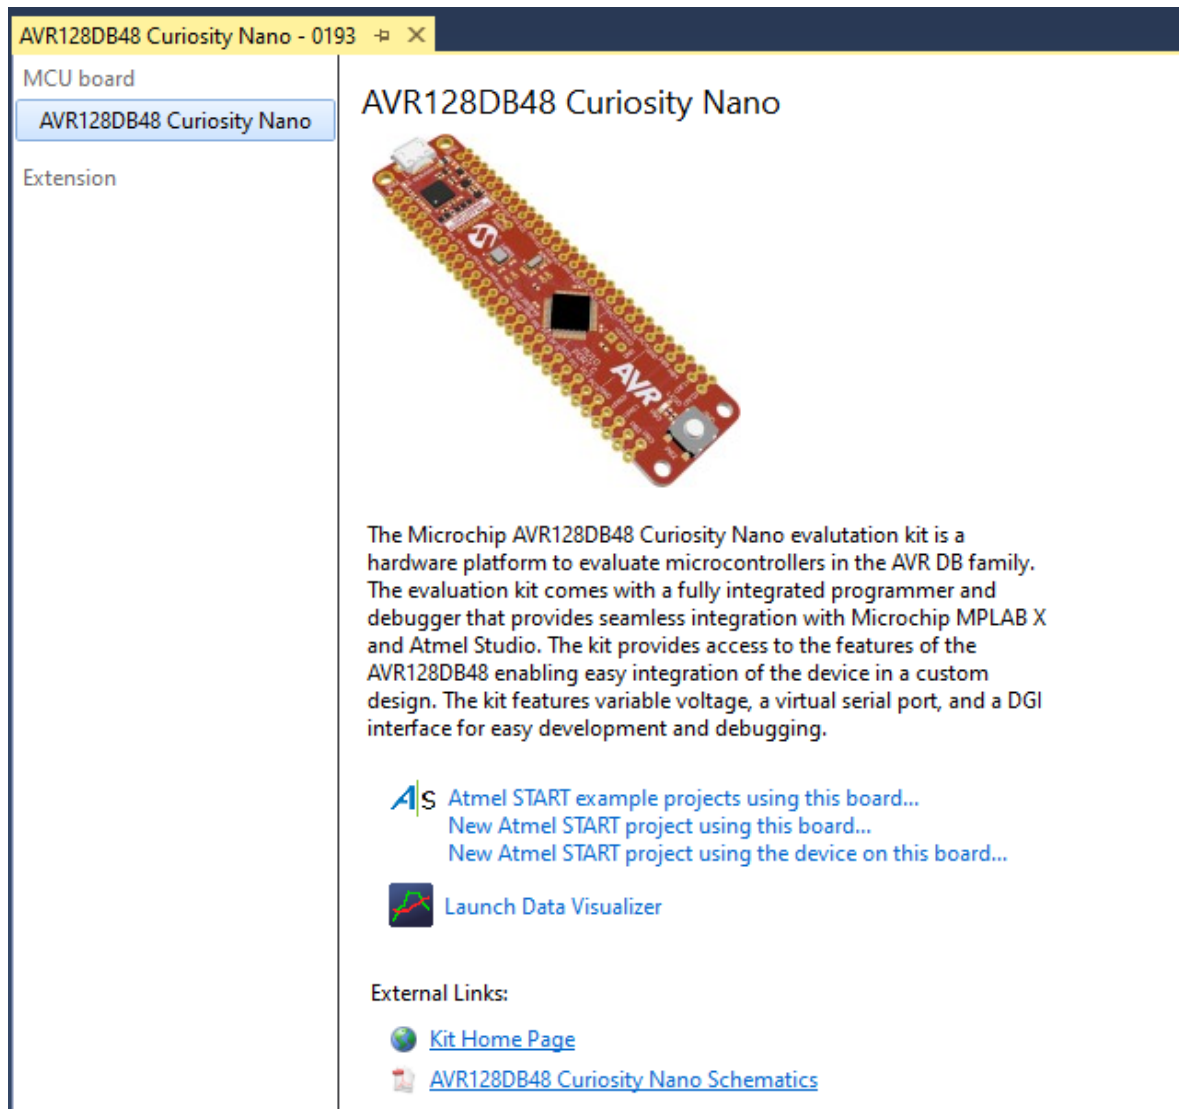 AVR128DB48 Curiosity Nano - 0193
MCU board
AVR128DB48 Curiosity Nano
Extension
AVR128DB48 Curiosity Nano
AVR
The Microchip AVR128DB48 Curiosity Nano evalutation kit is a
hardware platform to evaluate microcontrollers in the AVR DB family.
The evaluation kit comes with a fully integrated programmer and
debugger that provides seamless integration with Microchip MPLAB X
and Atmel Studio. The kit provides access to the features of the
AVR128DB48 enabling easy integration of the device in a custom
design. The kit features variable voltage, a virtual serial port, and a DGI
interface for easy development and debugging.
A|S Atmel START example projects using this board...
New Atmel START project using this board...
New Atmel START project using the device on this board...
Launch Data Visualizer
External Links:
Kit Home Page
AVR128DB48 Curiosity Nano Schematics